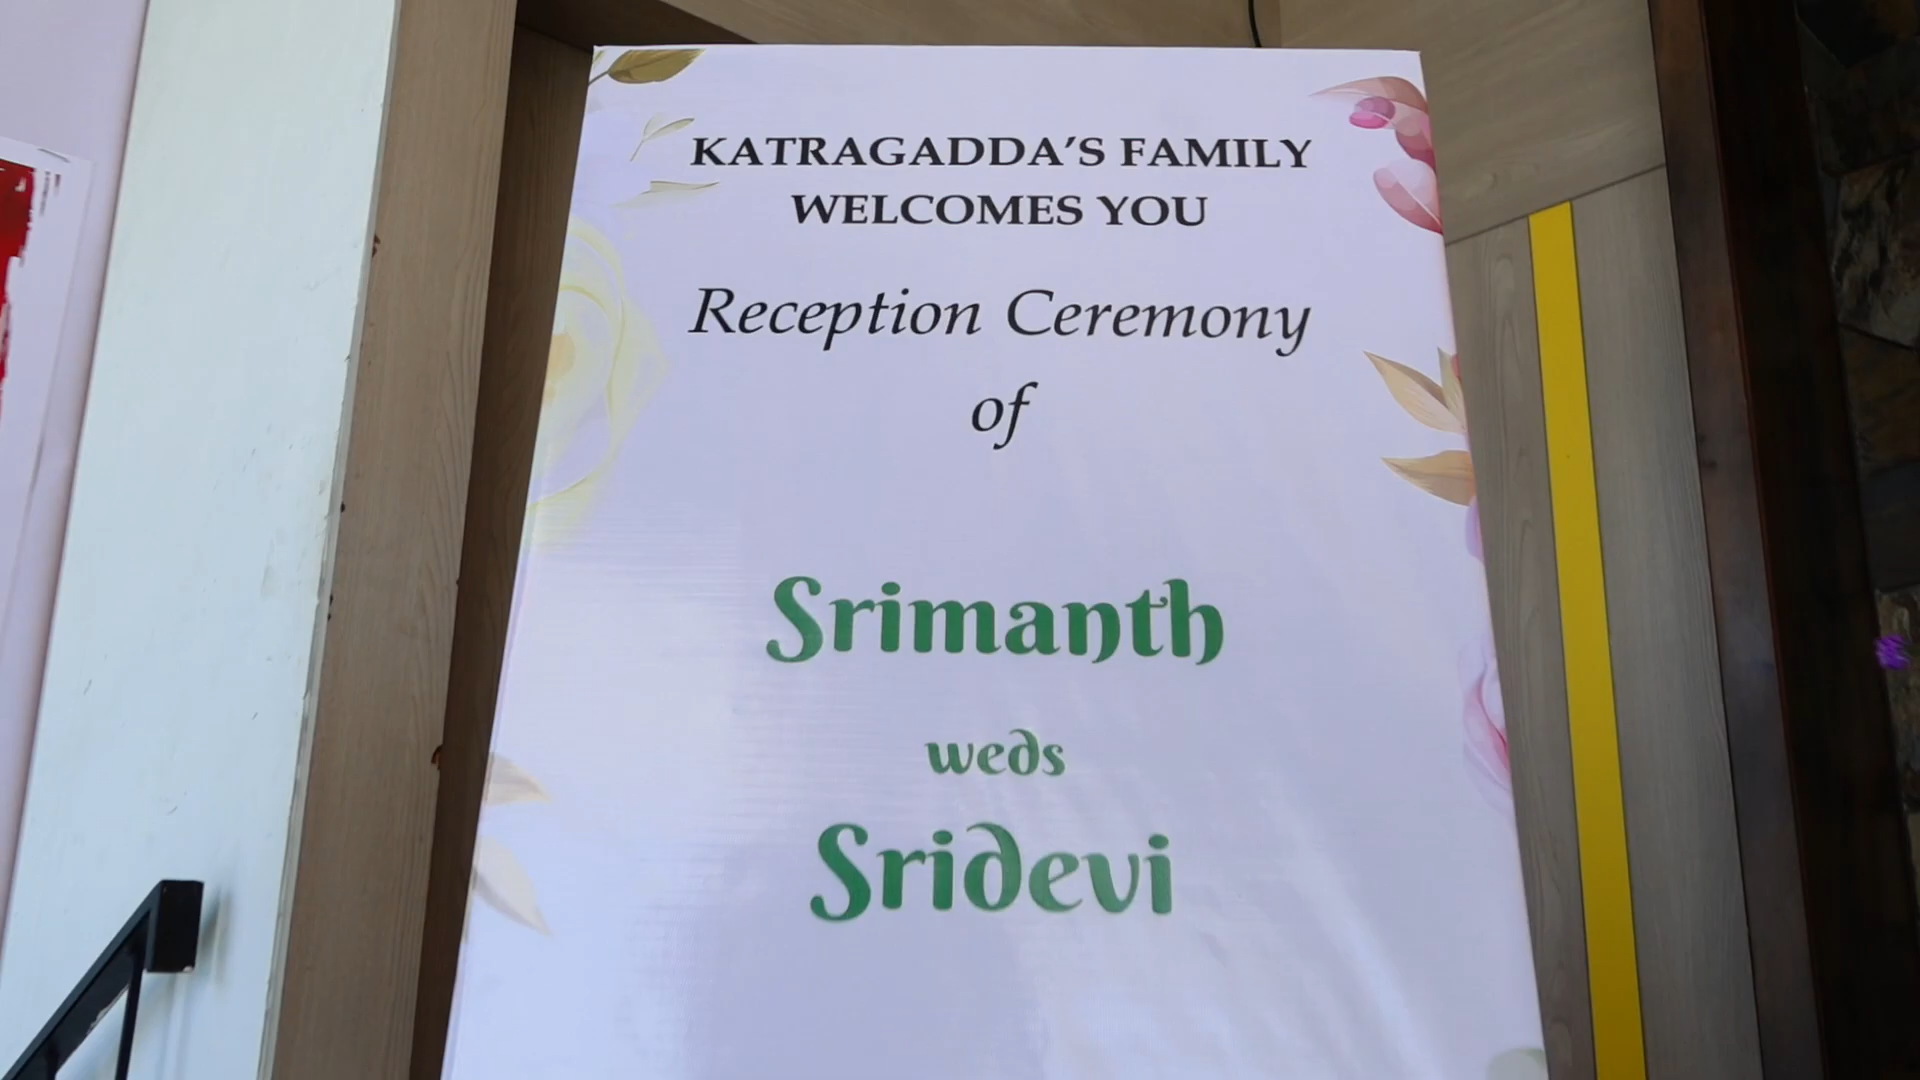 KATRAGADDA'S FAMILY
WELCOMES YOU
Reception Ceremony
of
Srimanth
weds
Sridevi